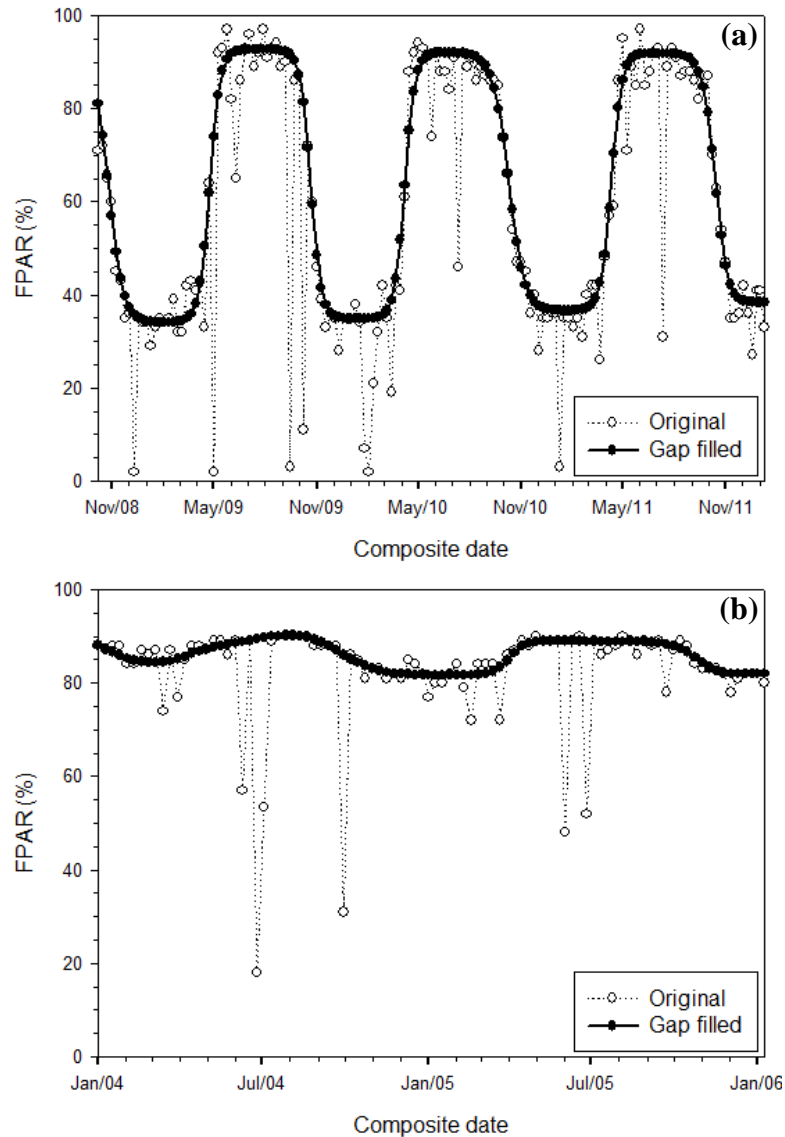 (a)
100
80
60
40
20
0
FPAR (%)
Nov/08 May/09 Nov/09 May/10 Nov/10 May/11 Nov/11
Composite date
Original
Gap filled
(b)
100
80
60
40
20
0
FPAR (%)
Jan/04 Jul/04 Jan/05 Jul/05 Jan/06
Composite date
Original
Gap filled